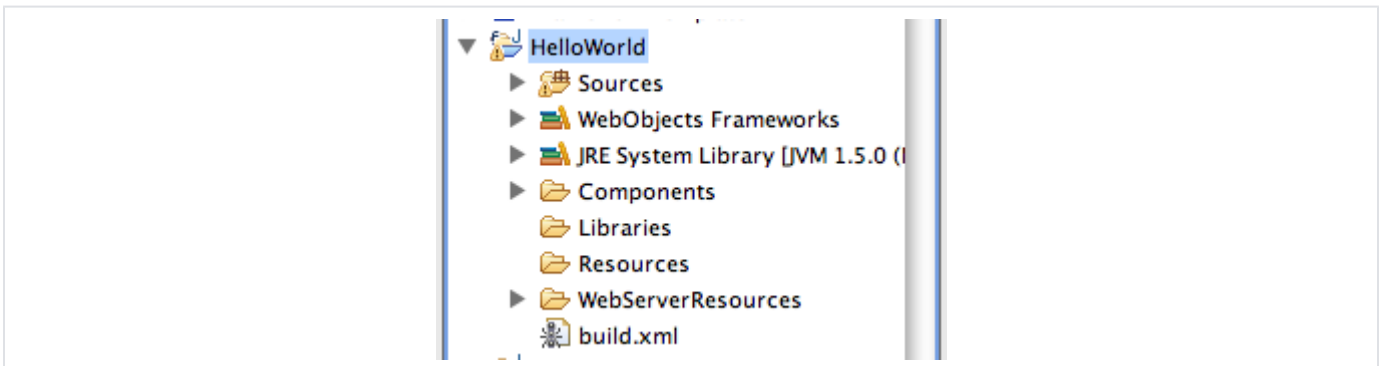 HelloWorld
Sources
WebObjects Frameworks
JRE System Library [JVM 1.5.0 (
Components
Libraries
Resources
WebServerResources
build.xml